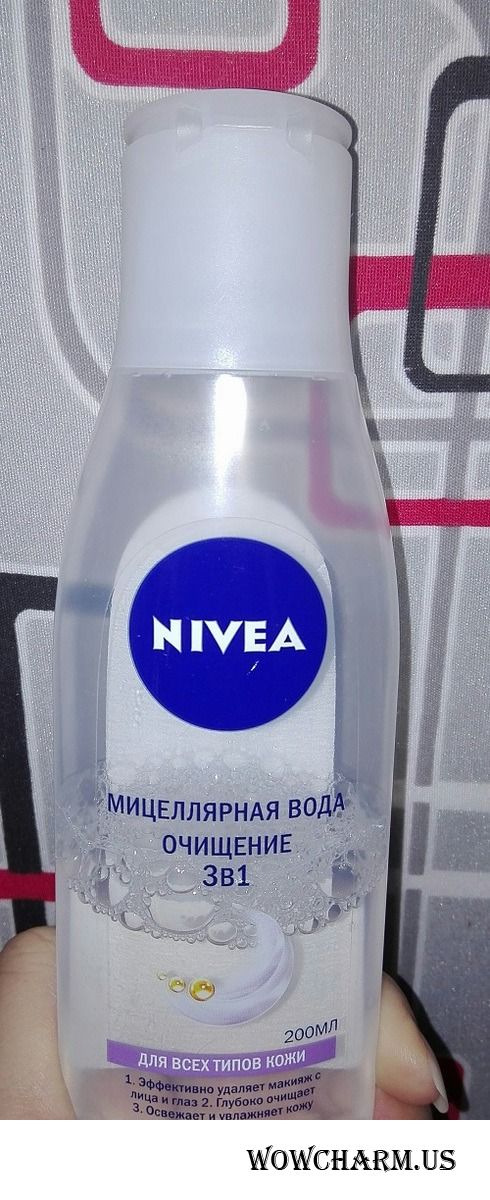 NIVEA
МИЦЕЛЛЯРНАЯ ВОДА
ОЧИЩЕНИЕ
3В1
200МЛ
ДЛЯ ВСЕХ ТИПОВ КОЖИ
1. Эффективно удаляет макияж с
лица и глаз 2. Глубоко очищает
3. Освежает и увлажняет кожу
WOWCHARM.US